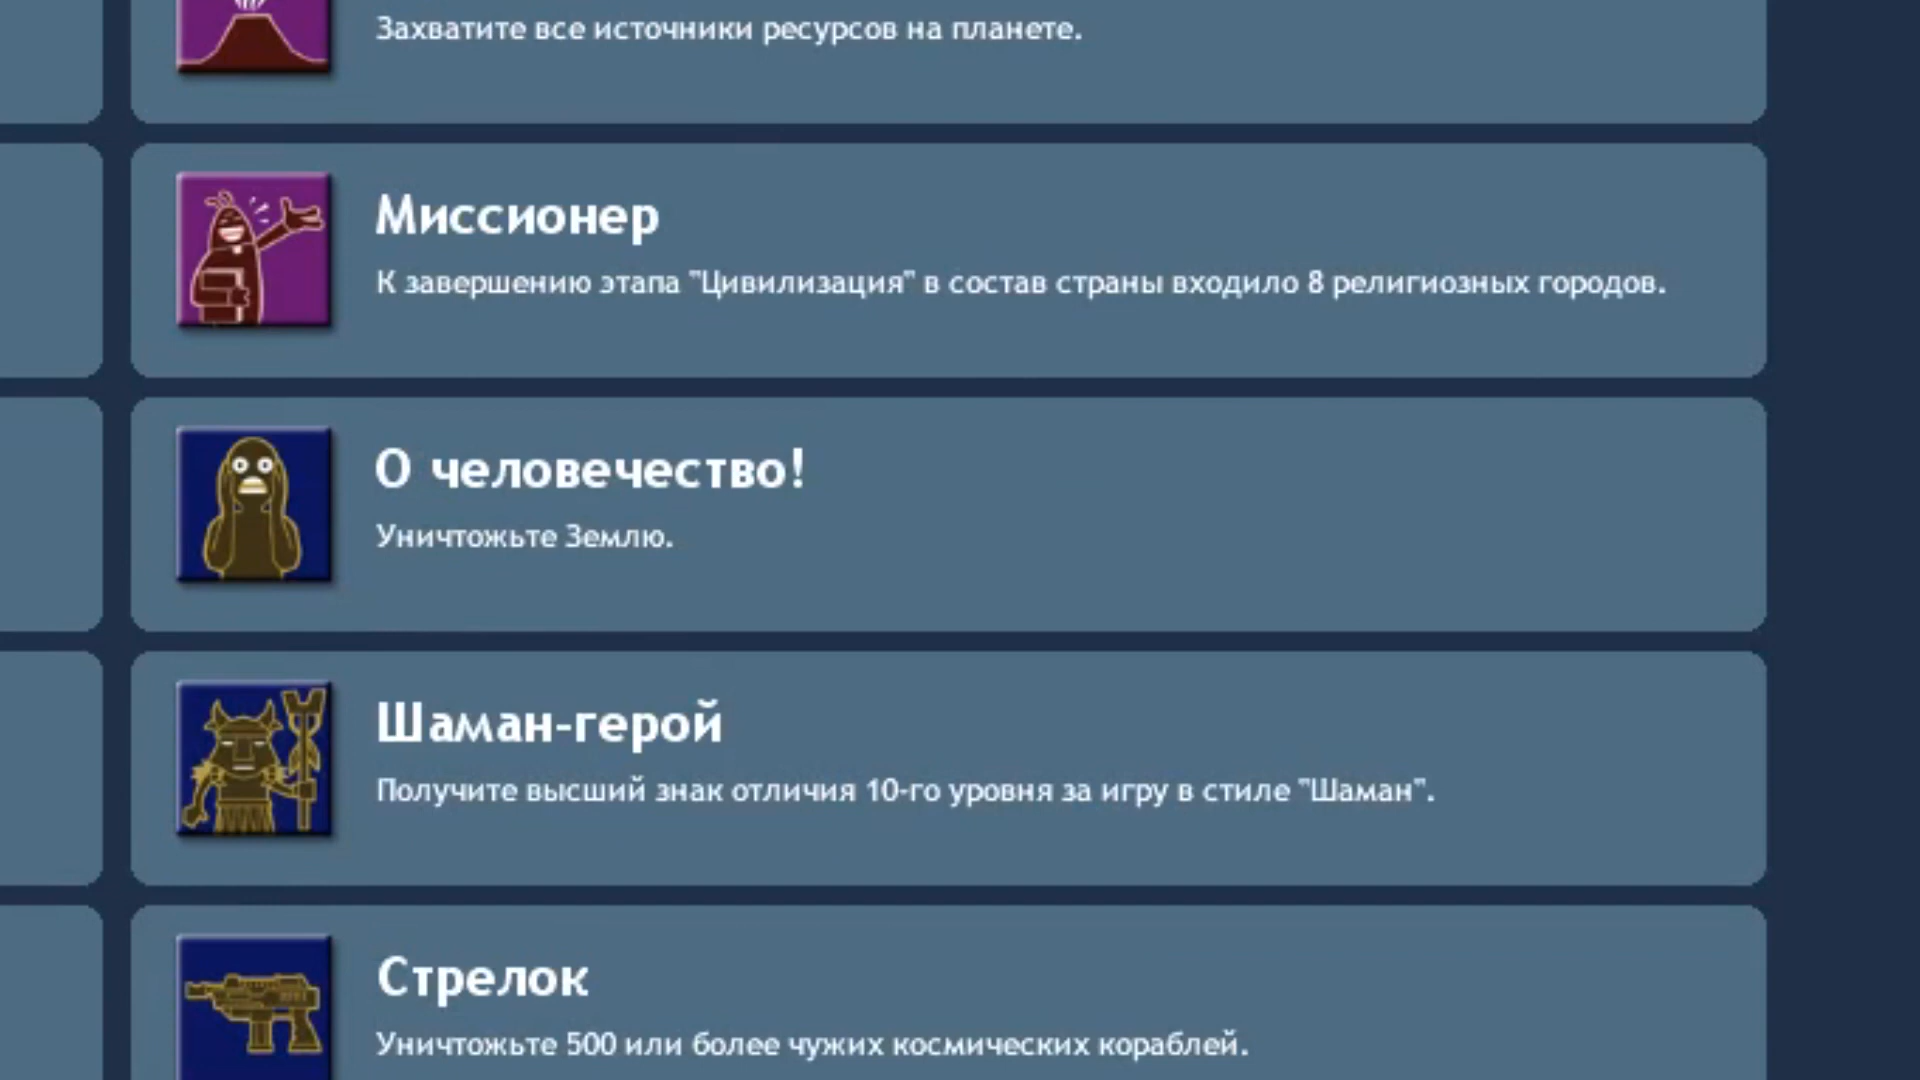 Захватите все источники ресурсов на планете.
Миссионер
К завершению этапа "Цивилизация" в состав страны входило 8 религиозных городов.
О человечество!
Уничтожьте Землю.
Шаман-герой
Получите высший знак отличия 10-го уровня за игру в стиле "Шаман".
Стрелок
Уничтожьте 500 или более чужих космических кораблей.